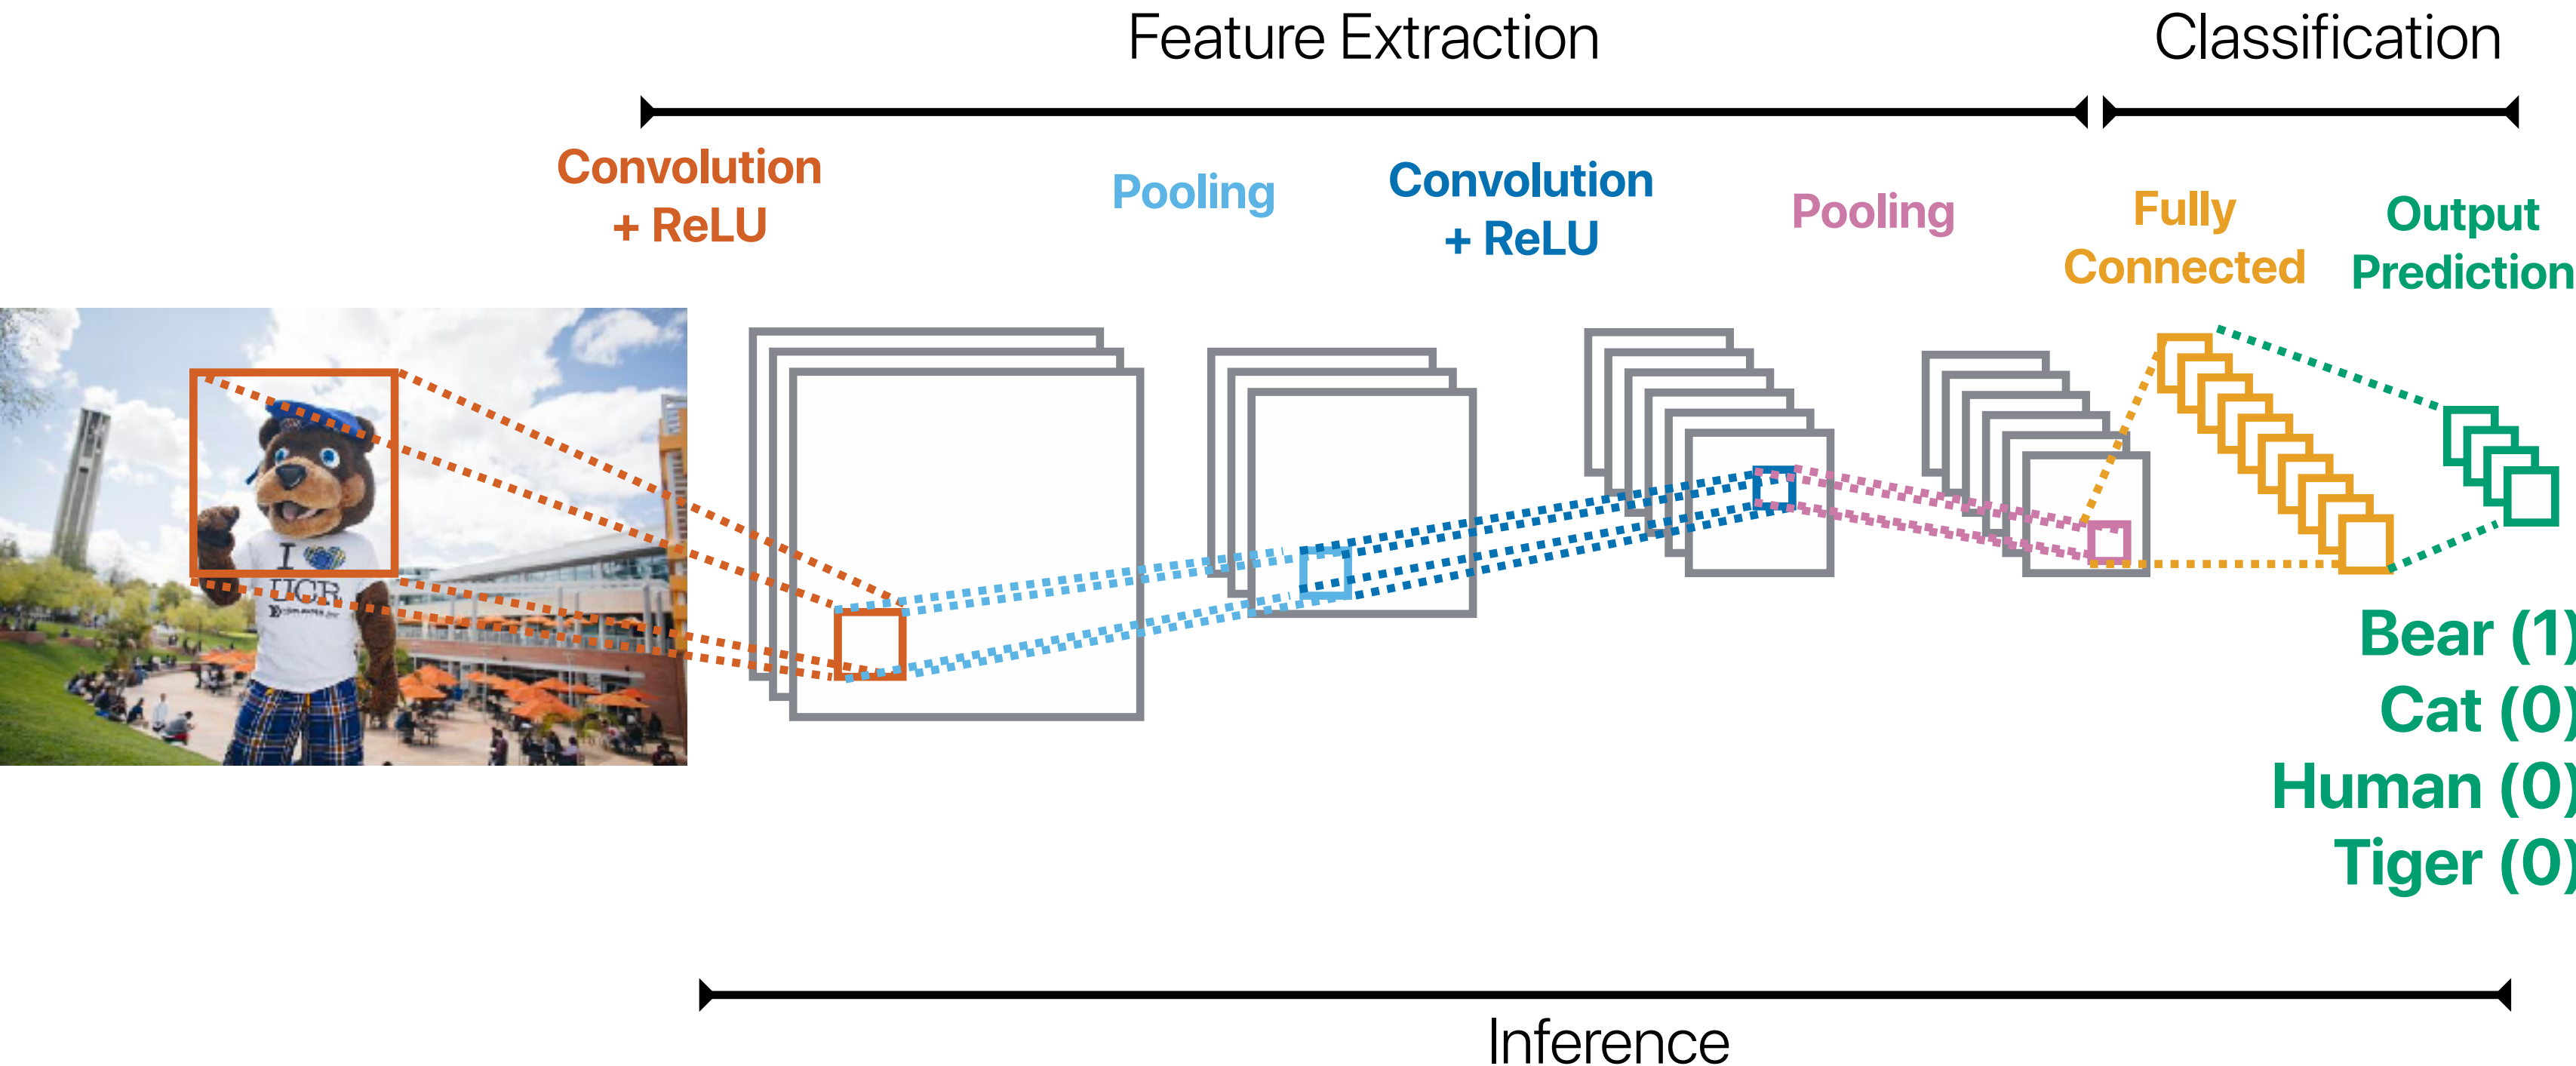 Feature Extraction
Classification
Convolution
+ ReLU
Pooling
Convolution
+ ReLU
Pooling
Fully
Connected
Output
Prediction
I
UCR
Bear (1)
Cat (0)
Human (0)
Tiger (0)
Inference